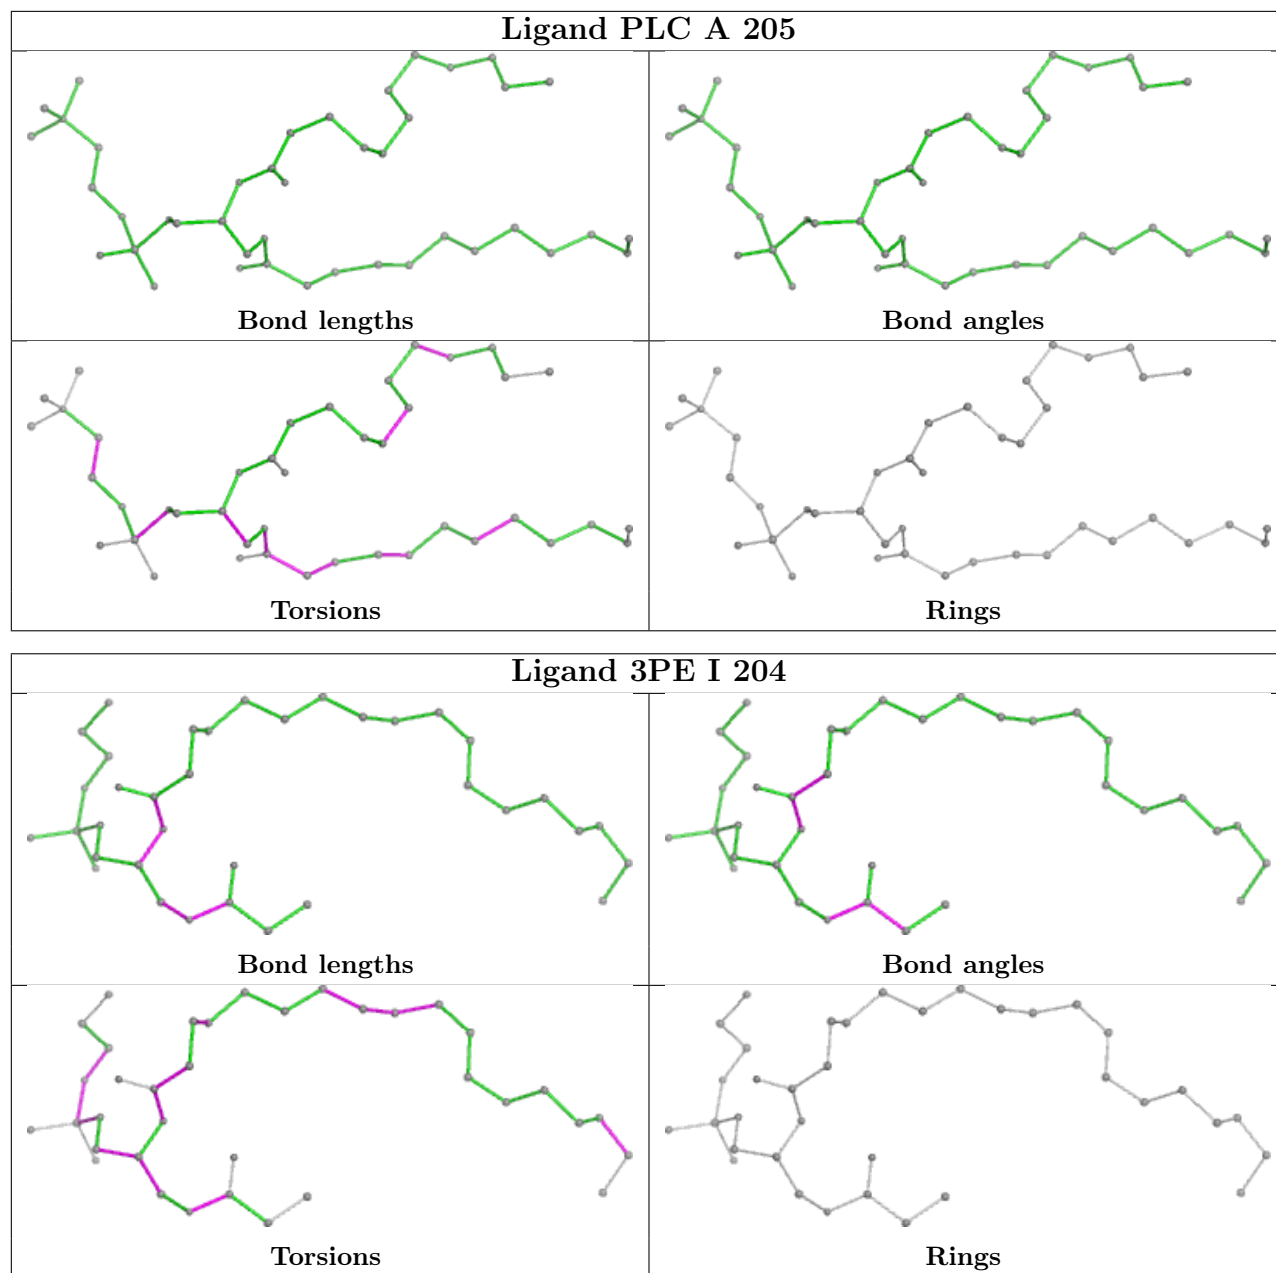 Ligand PLC A 205
Bond lengths
Bond angles
Torsions
Rings
Ligand 3PE I 204
Bond lengths
Bond angles
Torsions
Rings